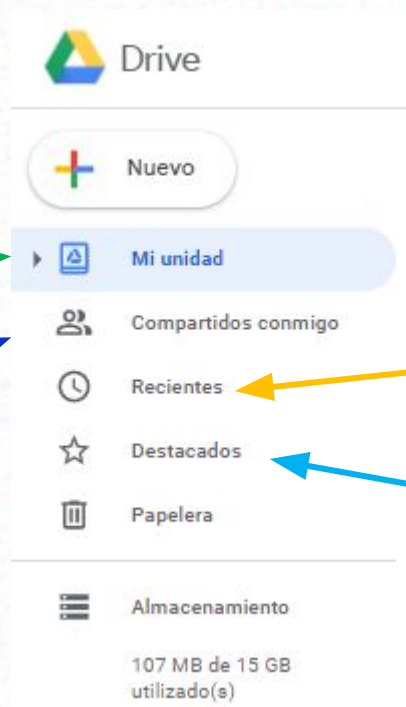 Drive
Nuevo
Mi unidad
Compartidos conmigo
Recientes
Destacados
Papelera
Almacenamiento
107 MB de 15 GB
utilizado(s)